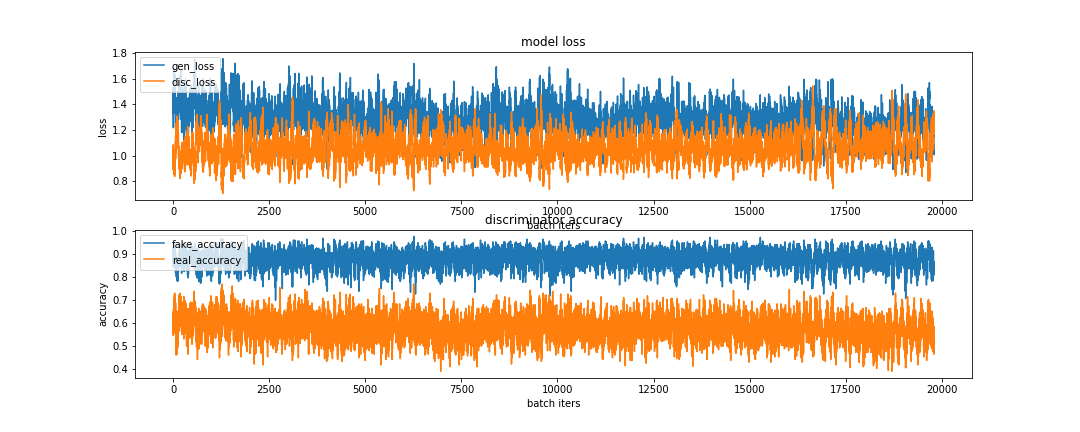 model loss
1.8
1.6
1.4
1.2
1.0
0.8
loss
gen_loss
disc_loss
0 2500 5000 7500 10000 12500 15000 17500 20000
batch iters
discriminator accuracy
1.0
0.9
0.8
0.7
0.6
0.5
0.4
accuracy
fake_accuracy
real_accuracy
0 2500 5000 7500 10000 12500 15000 17500 20000
batch iters